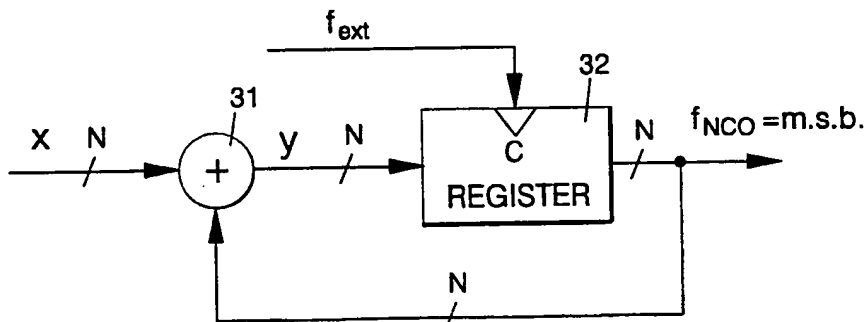 f_ext
31
32
x
N
+
y
N
C
REGISTER
N
f_NCO =m.s.b.
N